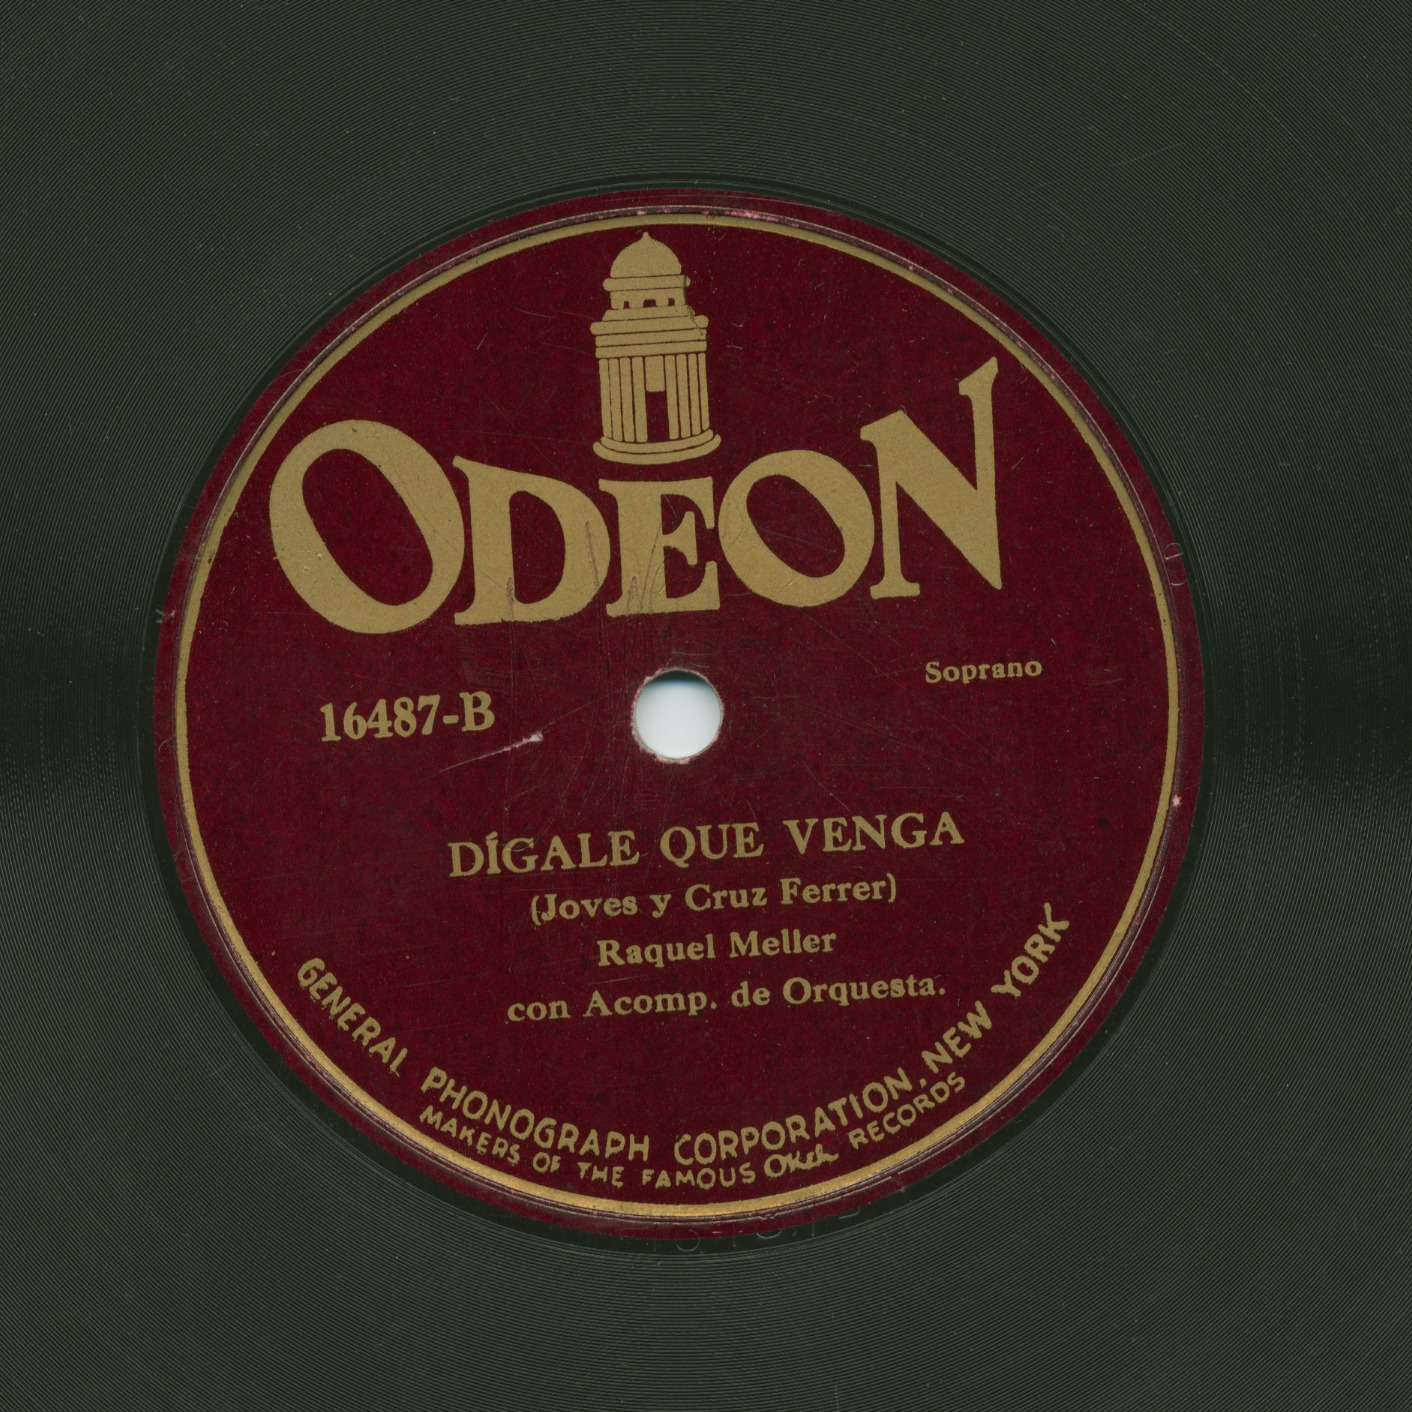 ODEON
Soprano
16487-B
DÍGALE QUE VENGA
(Joves y Cruz Ferrer)
Raquel Meller
con Acomp. de Orquesta.
GENERAL PHONOGRAPH CORPORATION, NEW YORK
MAKERS OF THE FAMOUS OKeh RECORDS